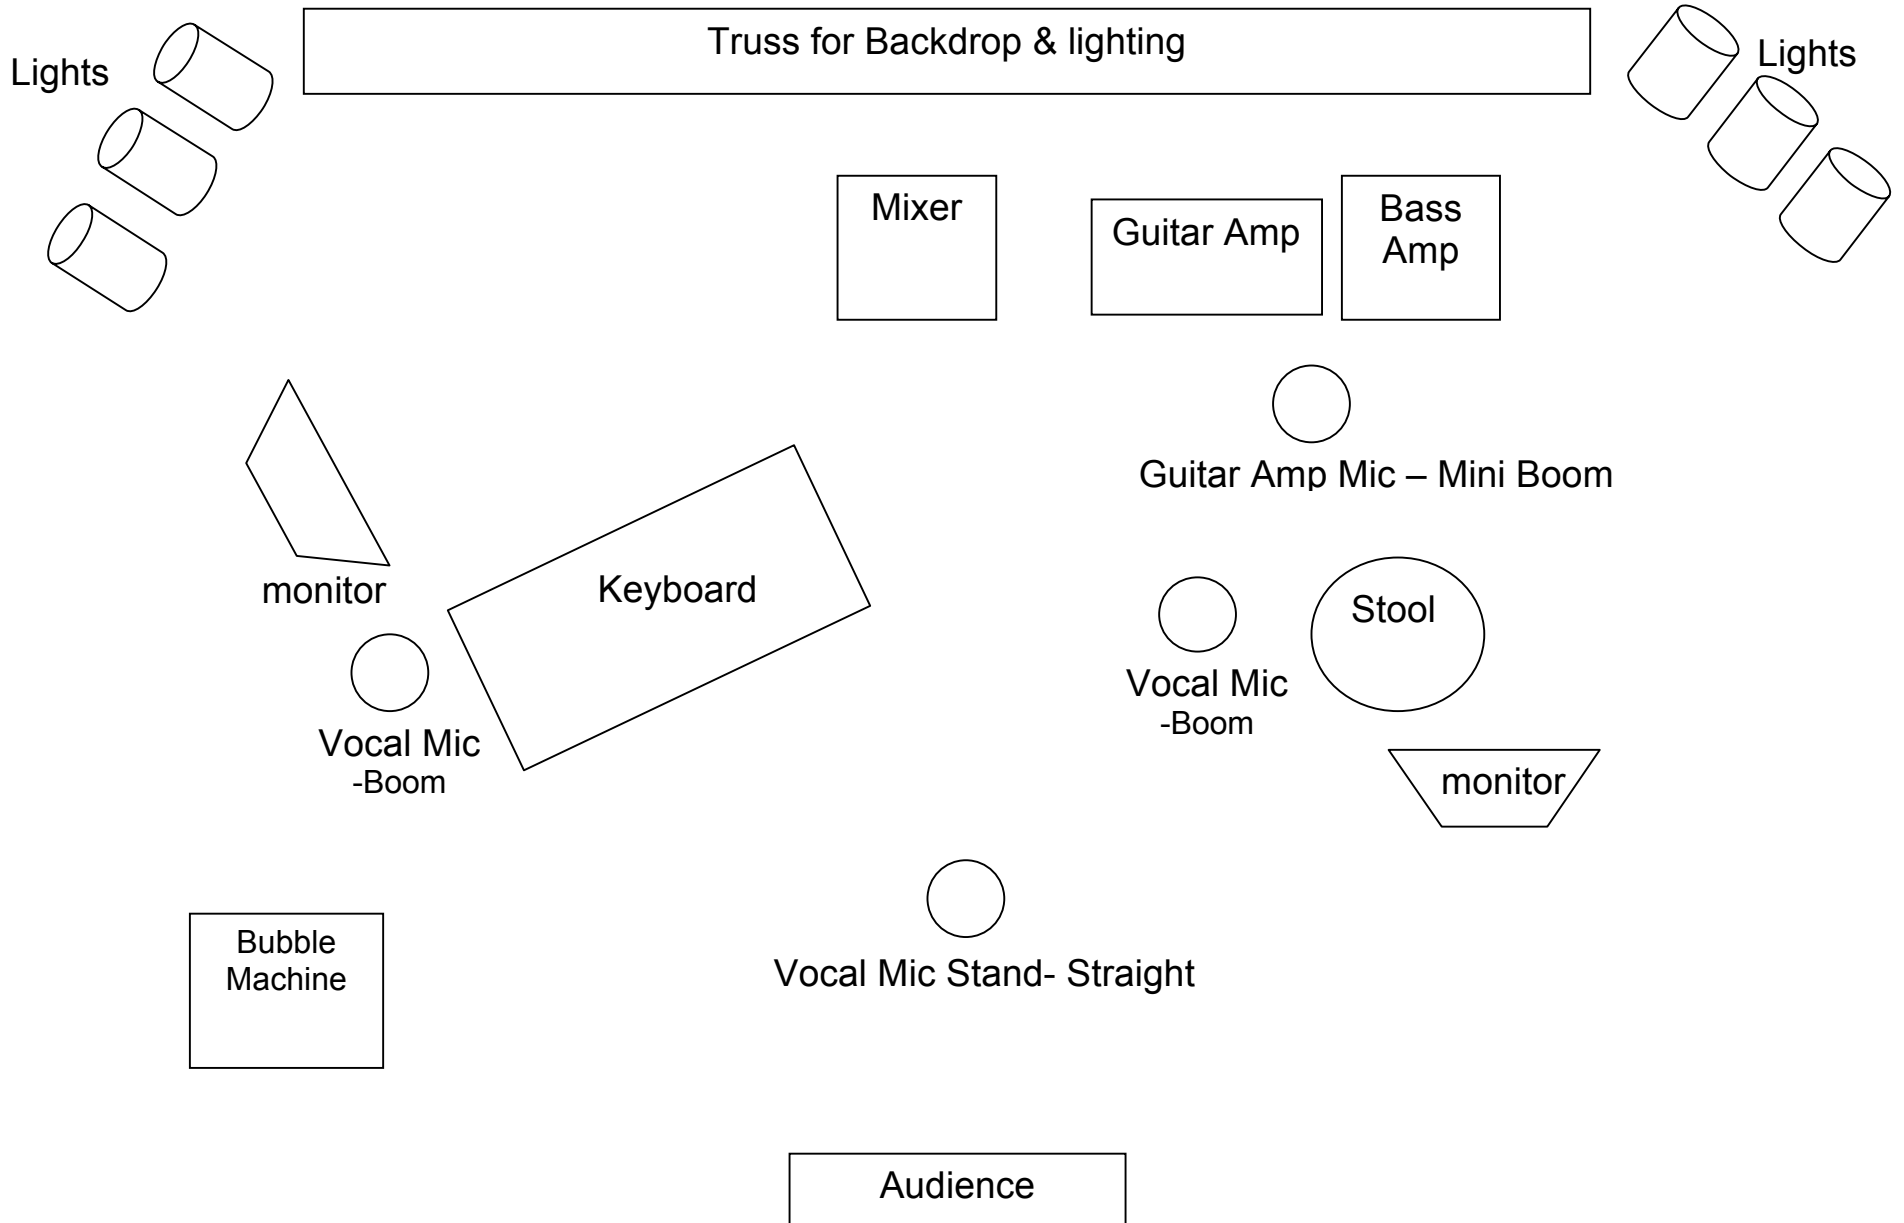 Truss for Backdrop & lighting
Lights
Lights
Mixer
Guitar Amp
Bass
Amp
Guitar Amp Mic – Mini Boom
monitor
Keyboard
Stool
Vocal Mic
-Boom
Vocal Mic
-Boom
monitor
Bubble
Machine
Vocal Mic Stand- Straight
Audience